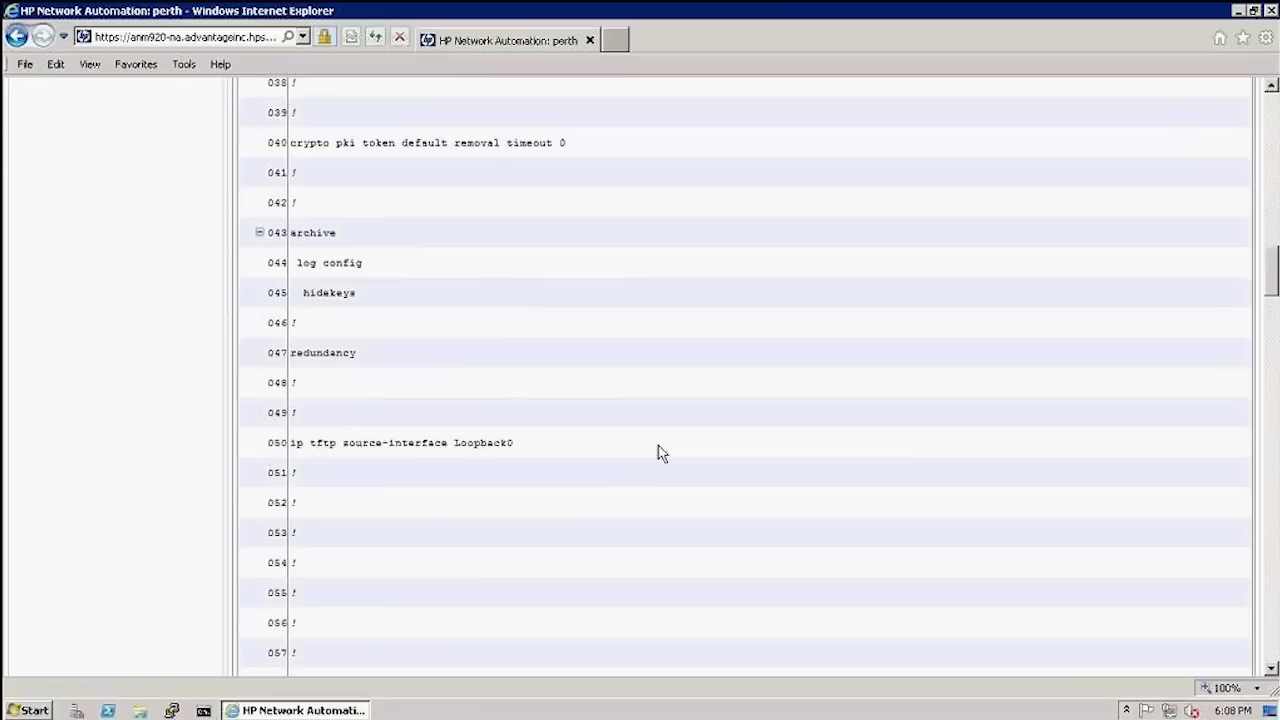 HP Network Automation: perth - Windows Internet Explorer
https://anm920-na.advantageinc.hps...
HP Network Automation: perth
File Edit View Favorites Tools Help
038 !
039 !
040 crypto pki token default removal timeout 0
041 !
042 !
043 archive
044 log config
045 hidekeys
046 !
047 redundancy
048 !
049 !
050 ip tftp source-interface Loopback0
051 !
052 !
053 !
054 !
055 !
056 !
057 !
100%
Start
HP Network Automati...
6:08 PM